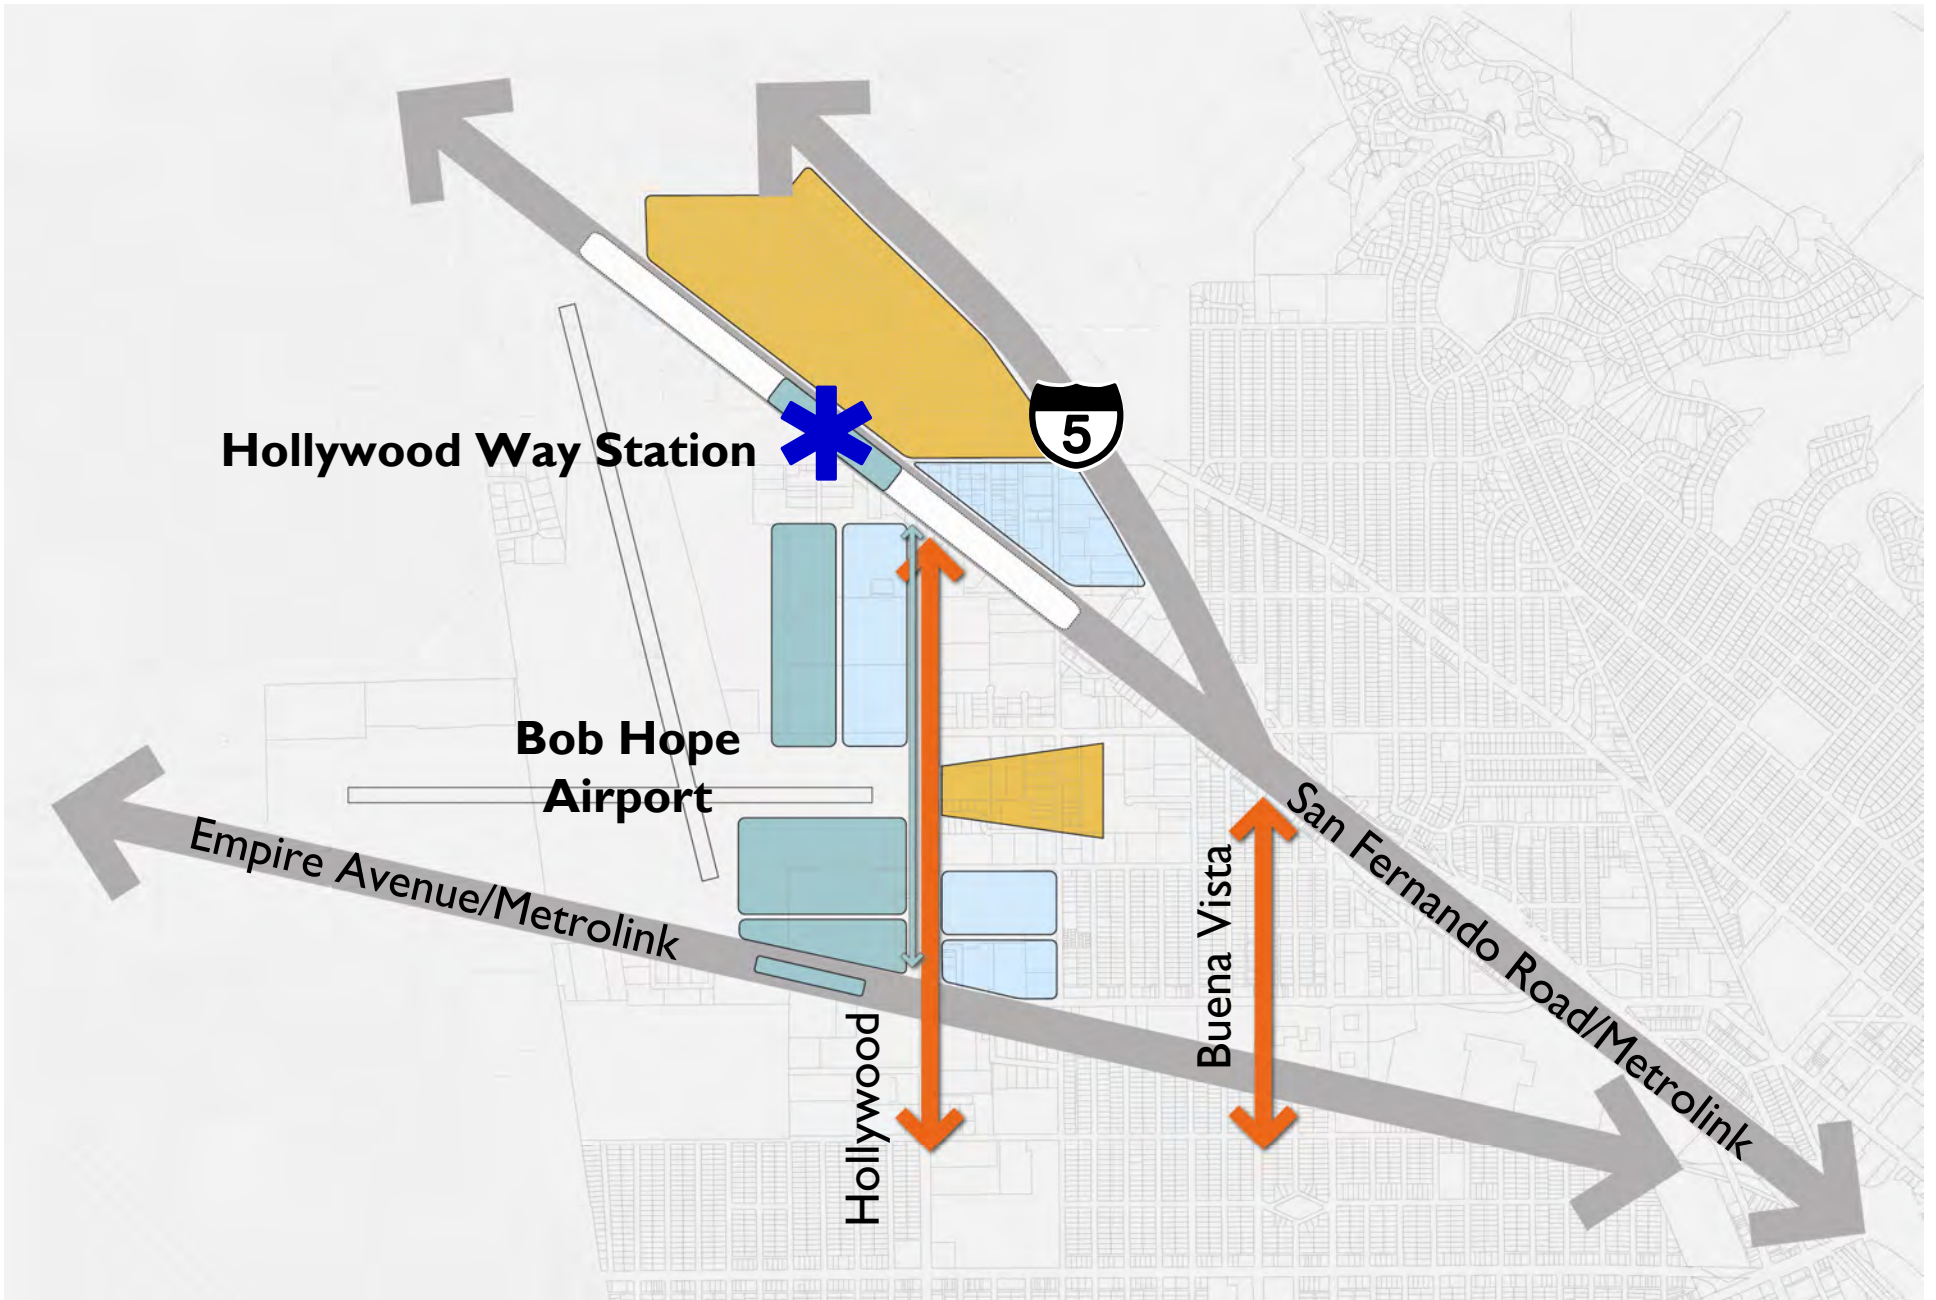 5
Hollywood Way Station
Bob Hope
Airport
San Fernando Road/Metrolink
Empire Avenue/Metrolink
Buena Vista
Hollywood